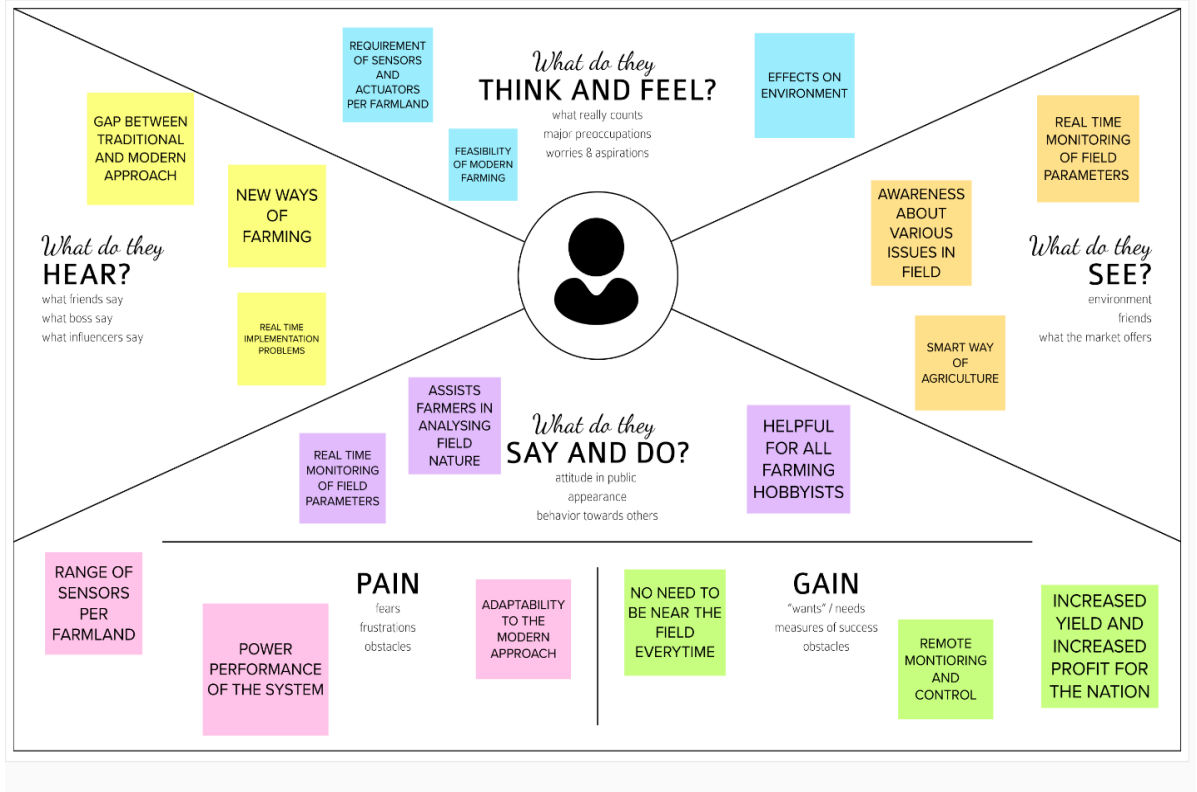 What do they
THINK AND FEEL?
what really counts
major preoccupations
worries & aspirations
REQUIREMENT
OF SENSORS
AND
ACTUATORS
PER FARMLAND
FEASIBILITY
OF MODERN
FARMING
EFFECTS ON
ENVIRONMENT
What do they
HEAR?
what friends say
what boss say
what influencers say
GAP BETWEEN
TRADITIONAL
AND MODERN
APPROACH
NEW WAYS
OF
FARMING
REAL TIME
IMPLEMENTATION
PROBLEMS
What do they
SEE?
environment
friends
what the market offers
REAL TIME
MONITORING
OF FIELD
PARAMETERS
AWARENESS
ABOUT
VARIOUS
ISSUES IN
FIELD
SMART WAY
OF
AGRICULTURE
What do they
SAY AND DO?
attitude in public
appearance
behavior towards others
ASSISTS
FARMERS IN
ANALYSING
FIELD
NATURE
REAL TIME
MONITORING
OF FIELD
PARAMETERS
HELPFUL
FOR ALL
FARMING
HOBBYISTS
PAIN
fears
frustrations
obstacles
RANGE OF
SENSORS
PER
FARMLAND
POWER
PERFORMANCE
OF THE SYSTEM
ADAPTABILITY
TO THE
MODERN
APPROACH
GAIN
"wants" / needs
measures of success
obstacles
NO NEED TO
BE NEAR THE
FIELD
EVERYTIME
REMOTE
MONTIORING
AND
CONTROL
INCREASED
YIELD AND
INCREASED
PROFIT FOR
THE NATION